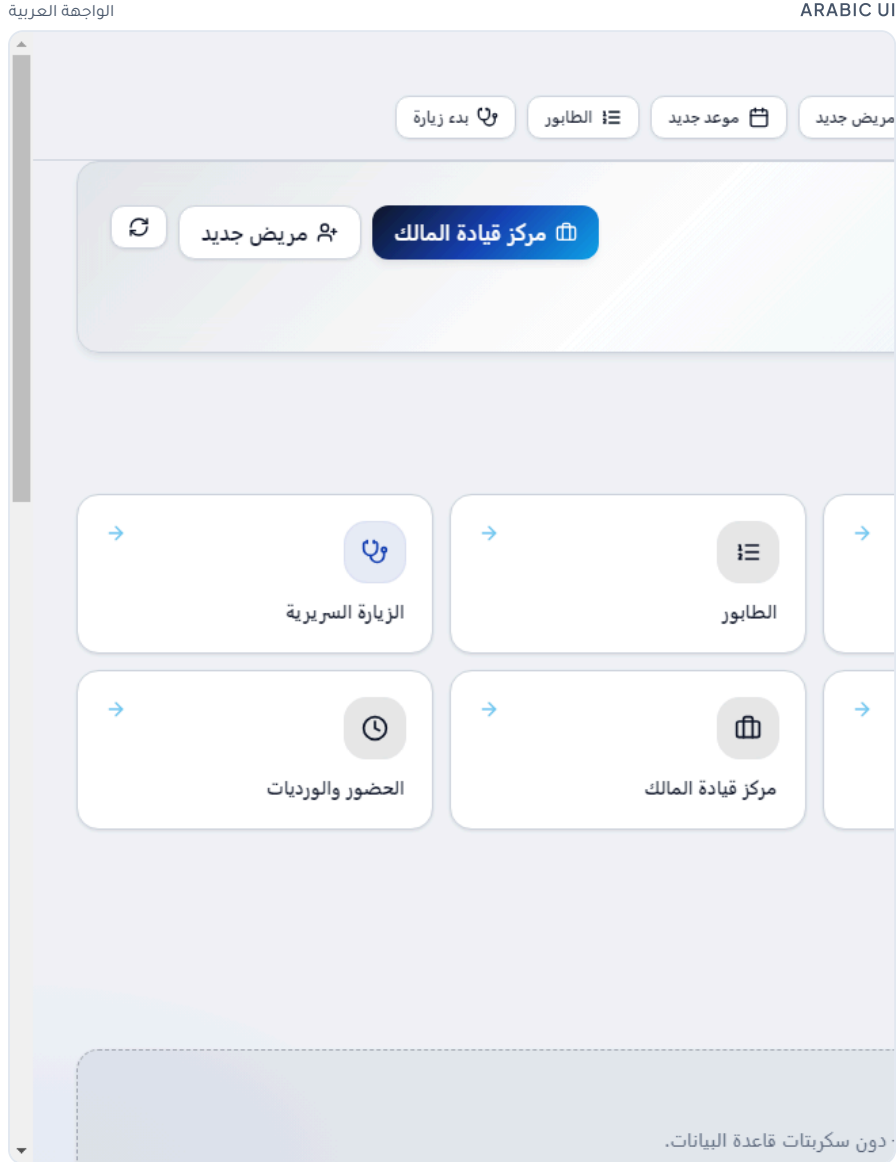 ARABIC UI
الواجهة العربية
مريض جديد
موعد جديد
الطابور
بدء زيارة
مركز قيادة المالك
مريض جديد
الطابور
الزيارة السريرية
مركز قيادة المالك
الحضور والورديات
· دون سكربتات قاعدة البيانات.